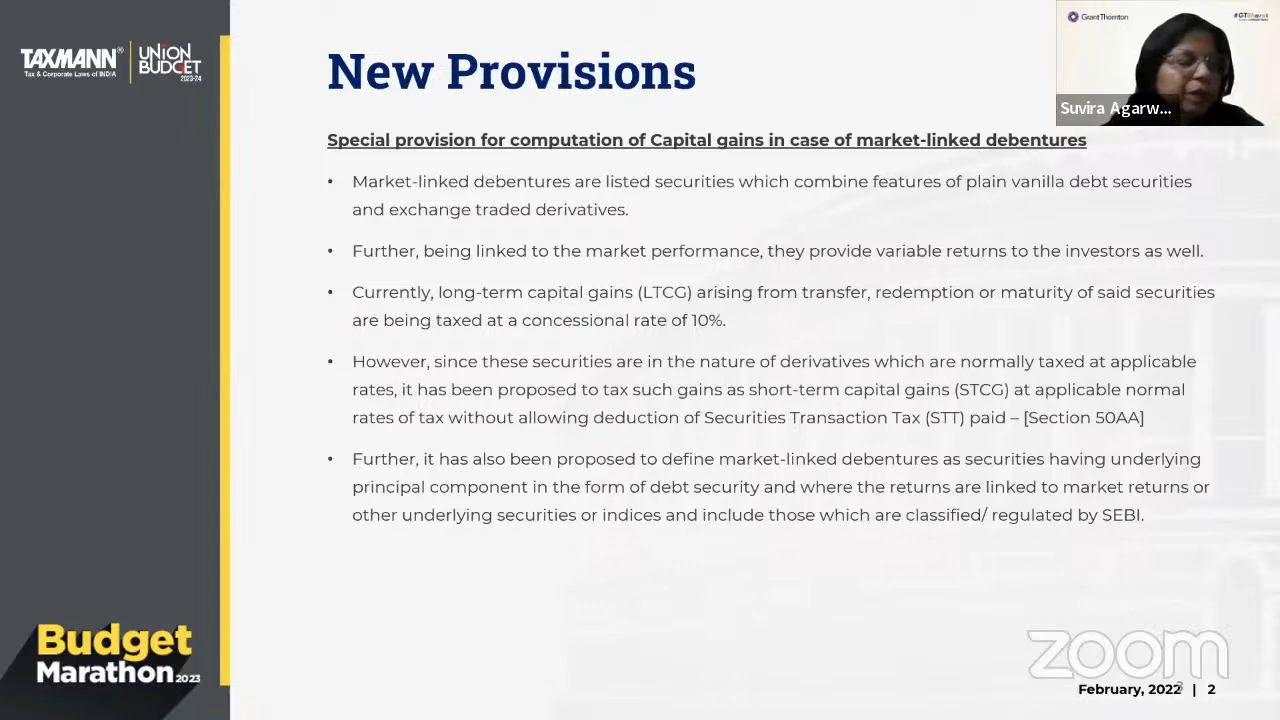 TAXMANN®
Tax & Corporate Laws of INDIA
UNION
BUDGET
2023-24
New Provisions
GrantThornton
Suvira Agarw...
Special provision for computation of Capital gains in case of market-linked debentures
• Market-linked debentures are listed securities which combine features of plain vanilla debt securities
and exchange traded derivatives.
• Further, being linked to the market performance, they provide variable returns to the investors as well.
• Currently, long-term capital gains (LTCG) arising from transfer, redemption or maturity of said securities
are being taxed at a concessional rate of 10%.
• However, since these securities are in the nature of derivatives which are normally taxed at applicable
rates, it has been proposed to tax such gains as short-term capital gains (STCG) at applicable normal
rates of tax without allowing deduction of Securities Transaction Tax (STT) paid – [Section 50AA]
• Further, it has also been proposed to define market-linked debentures as securities having underlying
principal component in the form of debt security and where the returns are linked to market returns or
other underlying securities or indices and include those which are classified/ regulated by SEBI.
Budget
Marathon 2023
zoom
February, 2022 | 2